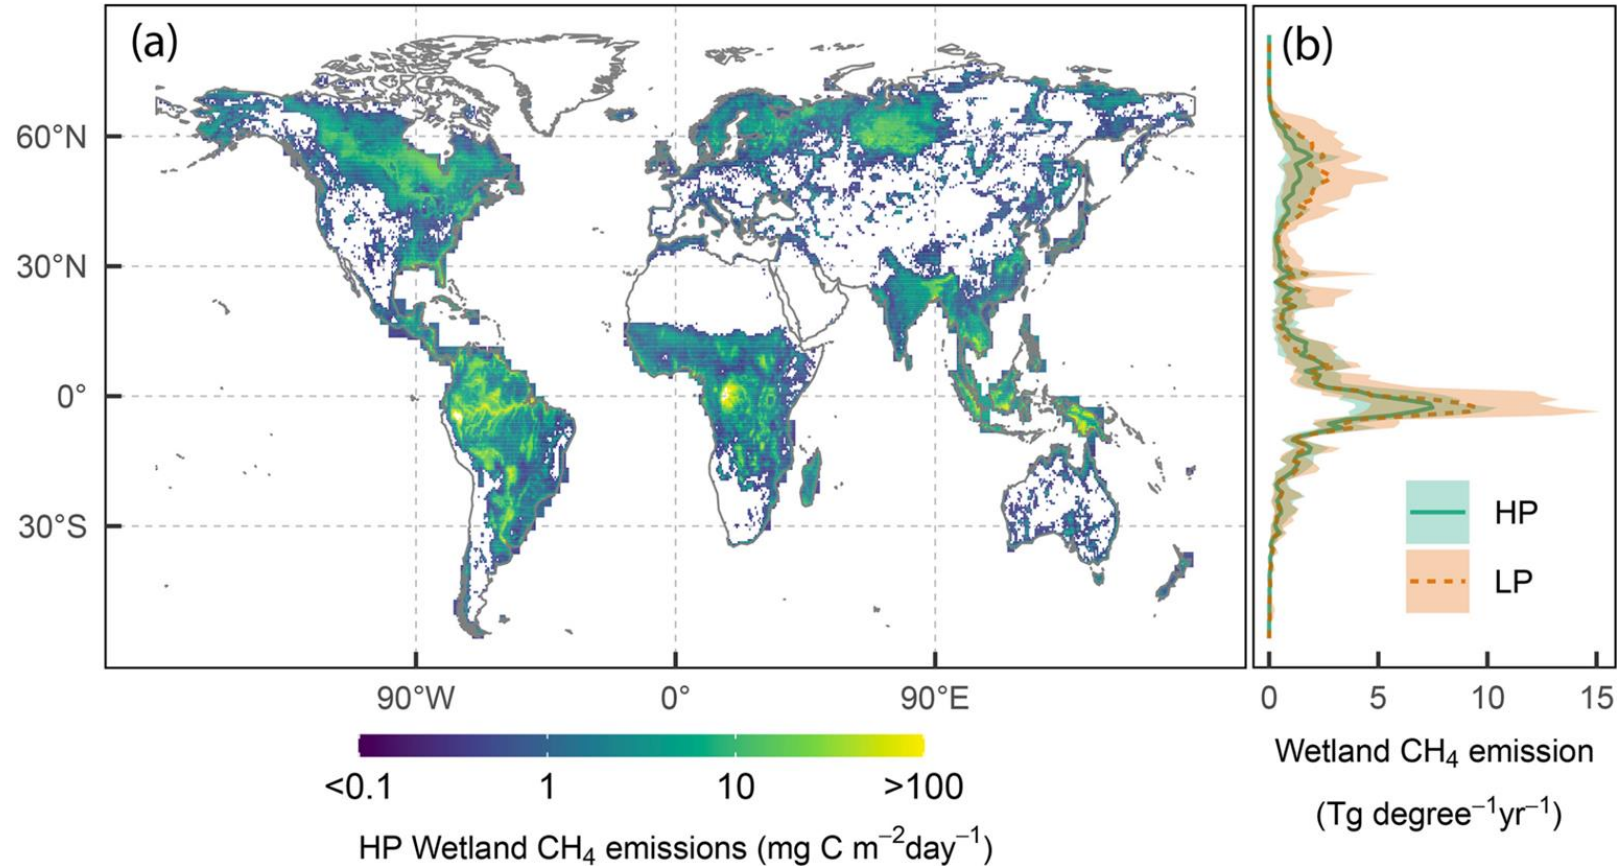 (a)
(b)
60°N
30°N
0°
30°S
HP
LP
90°W 0° 90°E
0 5 10 15
<0.1 1 10 >100
HP Wetland CH₄ emissions (mg C m⁻²day⁻¹)
Wetland CH₄ emission
(Tg degree⁻¹yr⁻¹)